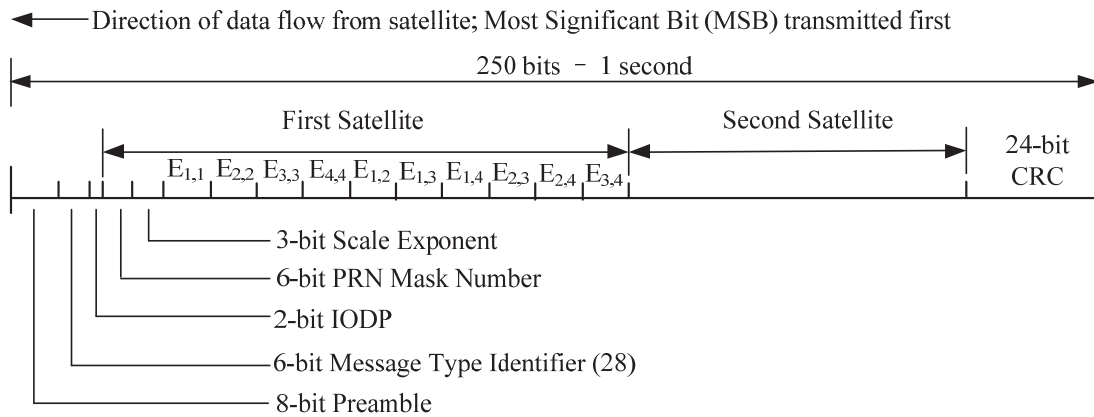 Direction of data flow from satellite; Most Significant Bit (MSB) transmitted first
250 bits － 1 second
First Satellite
Second Satellite
24-bit
CRC
E1,1 E2,2 E3,3 E4,4 E1,2 E1,3 E1,4 E2,3 E2,4 E3,4
3-bit Scale Exponent
6-bit PRN Mask Number
2-bit IODP
6-bit Message Type Identifier (28)
8-bit Preamble